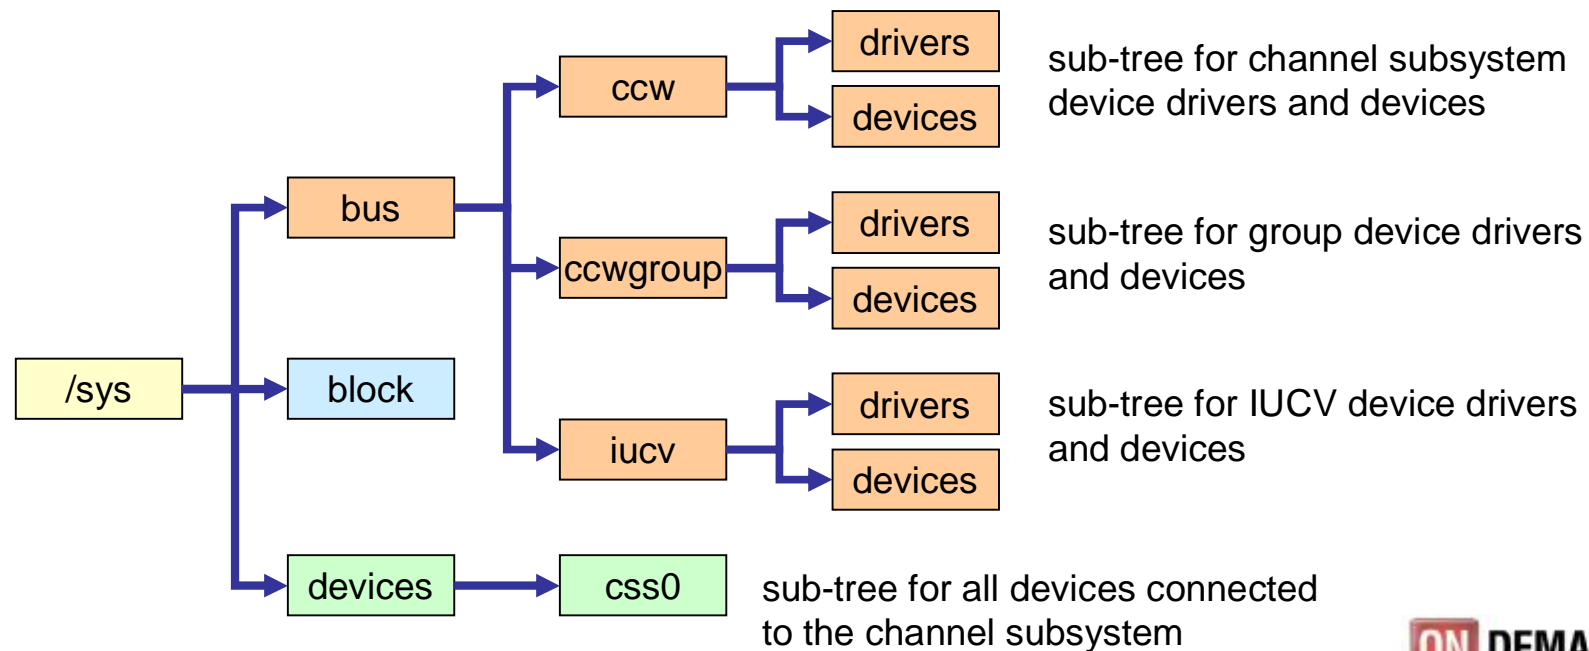 drivers
sub-tree for channel subsystem
device drivers and devices
ccw
devices
bus
drivers
sub-tree for group device drivers
and devices
ccwgroup
devices
/sys
block
drivers
sub-tree for IUCV device drivers
and devices
iucv
devices
devices
css0
sub-tree for all devices connected
to the channel subsystem
ON DEMA